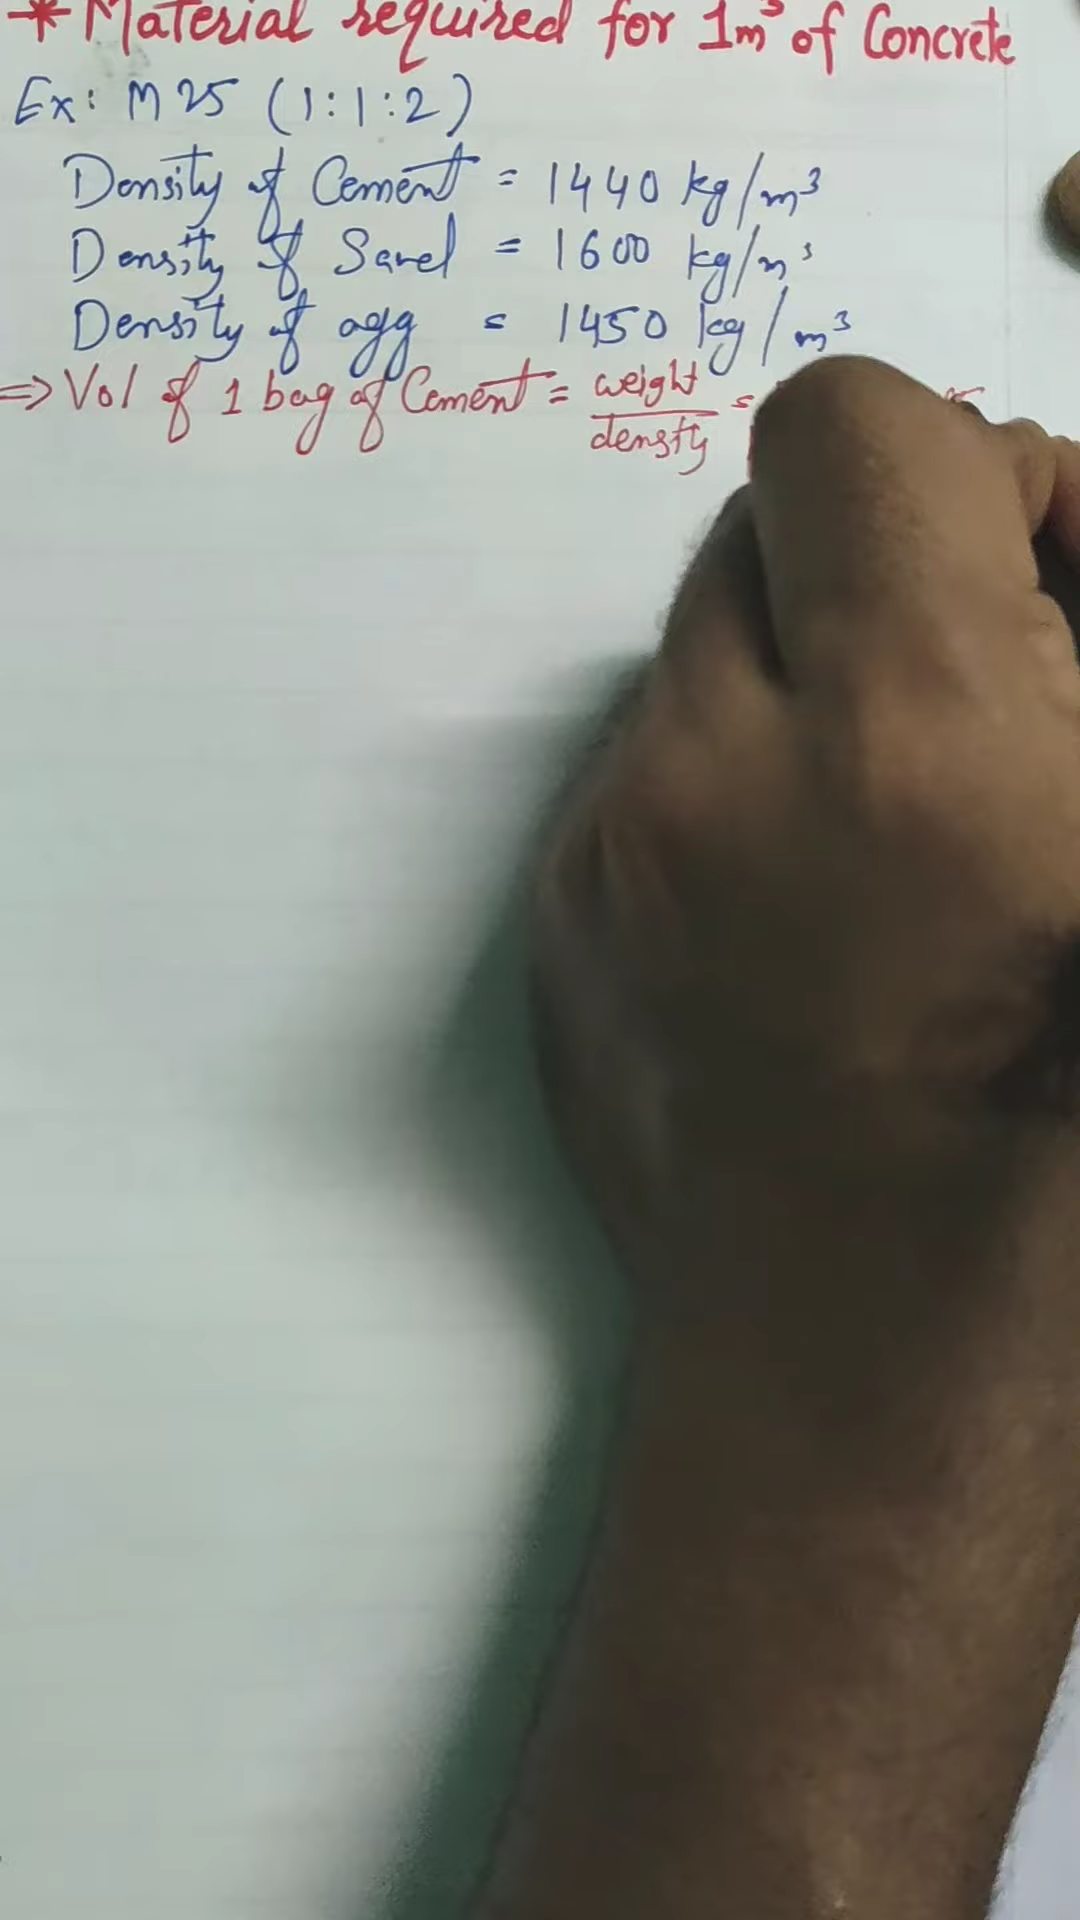 * Material required for 1m³ of Concrete
Ex: M25 (1:1:2)
Density of Cement = 1440 kg/m³
Density of Sand = 1600 kg/m³
Density of agg = 1450 kg/m³
⇒ Vol of 1 bag of Cement = weight/density =